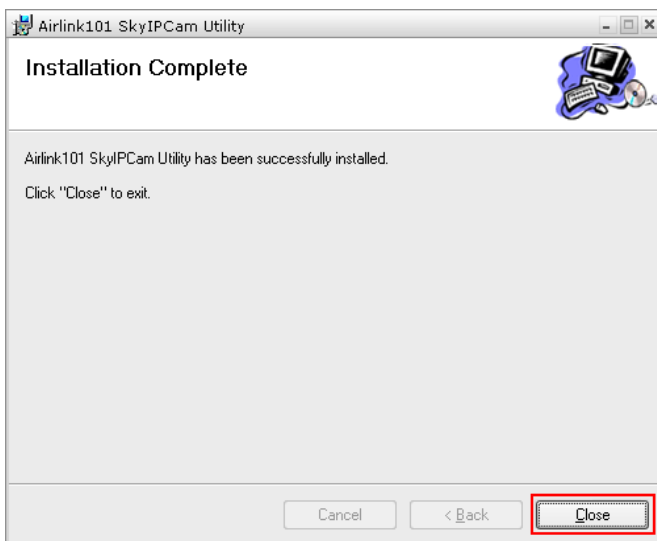 Airlink101 SkyIPCam Utility
Installation Complete
Airlink101 SkyIPCam Utility has been successfully installed.
Click "Close" to exit.
Cancel
< Back
Close